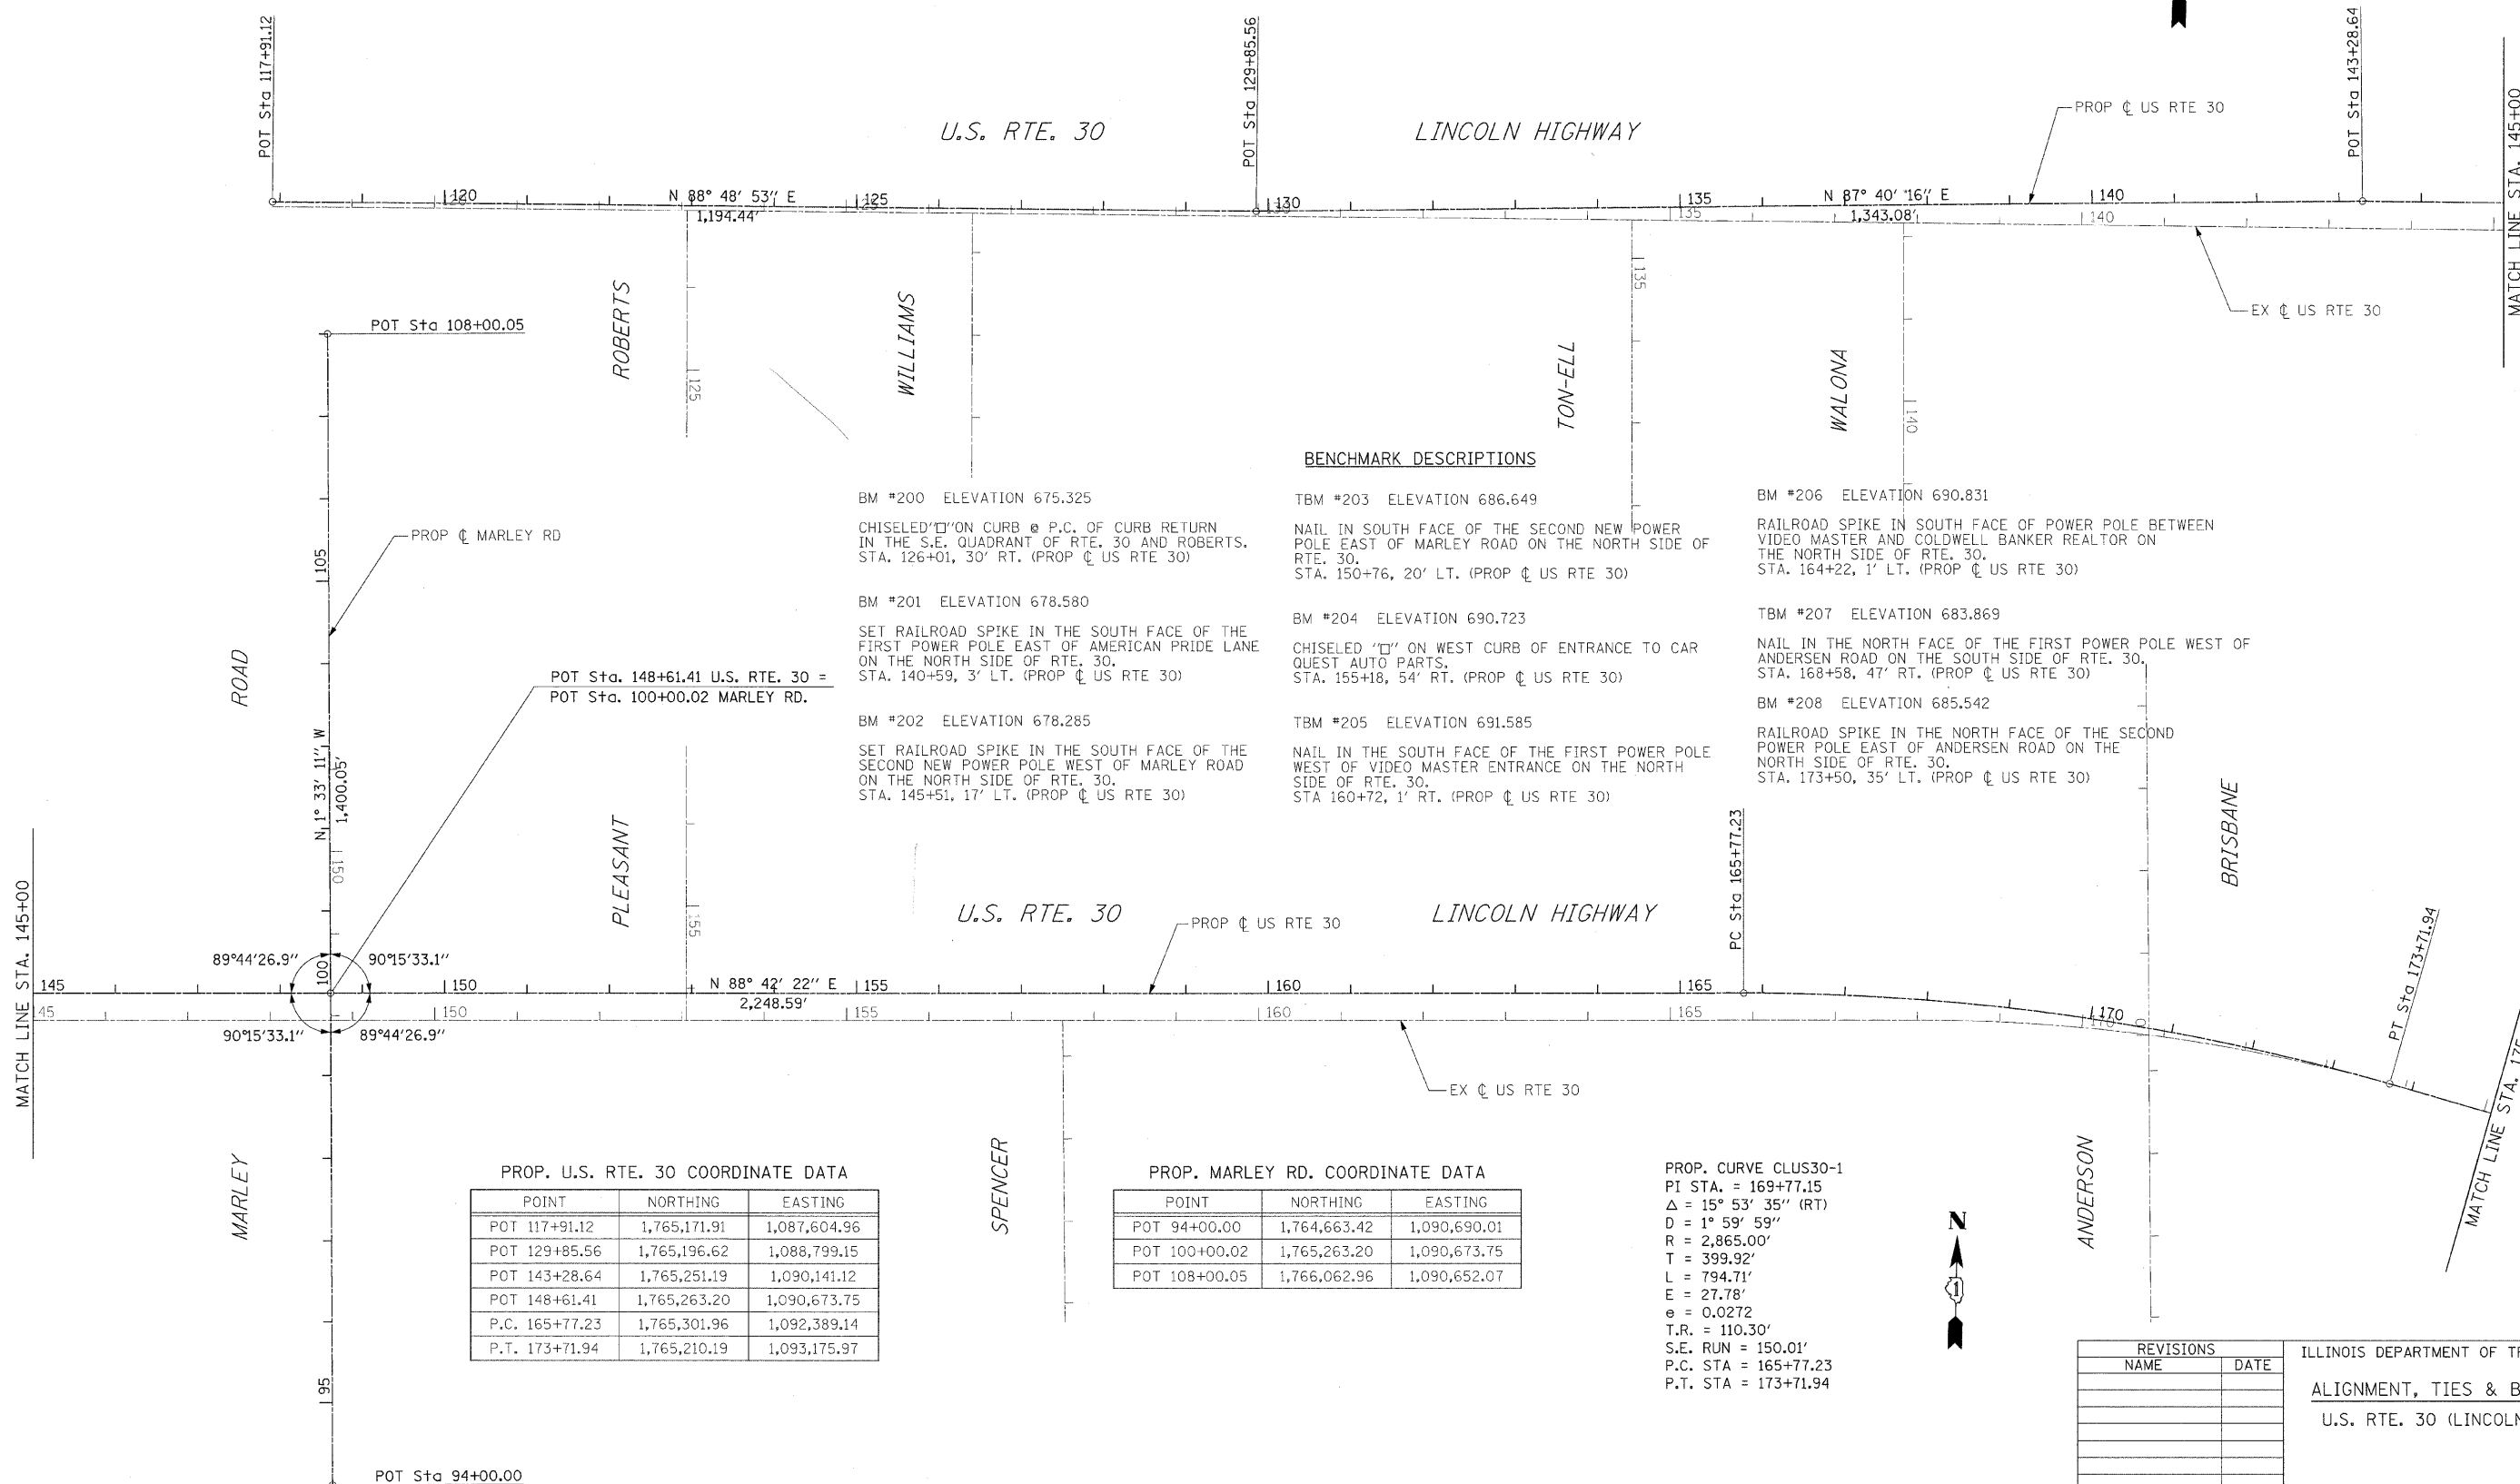 POT Sta 117+91.12
POT Sta 129+85.56
POT Sta 143+28.64
MATCH LINE STA. 145+00
U.S. RTE. 30
LINCOLN HIGHWAY
PROP ℄ US RTE 30
120
N 88° 48' 53" E
1,194.44'
125
130
135
135
N 87° 40' 16" E
1,343.08'
140
140
EX ℄ US RTE 30
POT Sta 108+00.05
ROBERTS
125
WILLIAMS
TON-ELL
135
WALONA
140
105
PROP ℄ MARLEY RD
ROAD
N 1° 33' 11" W
1,400.05'
150
POT Sta. 148+61.41 U.S. RTE. 30 =
POT Sta. 100+00.02 MARLEY RD.
BENCHMARK DESCRIPTIONS
BM #200 ELEVATION 675.325
CHISELED"□"ON CURB @ P.C. OF CURB RETURN
IN THE S.E. QUADRANT OF RTE. 30 AND ROBERTS.
STA. 126+01, 30' RT. (PROP ℄ US RTE 30)
BM #201 ELEVATION 678.580
SET RAILROAD SPIKE IN THE SOUTH FACE OF THE
FIRST POWER POLE EAST OF AMERICAN PRIDE LANE
ON THE NORTH SIDE OF RTE. 30.
STA. 140+59, 3' LT. (PROP ℄ US RTE 30)
BM #202 ELEVATION 678.285
SET RAILROAD SPIKE IN THE SOUTH FACE OF THE
SECOND NEW POWER POLE WEST OF MARLEY ROAD
ON THE NORTH SIDE OF RTE. 30.
STA. 145+51, 17' LT. (PROP ℄ US RTE 30)
TBM #203 ELEVATION 686.649
NAIL IN SOUTH FACE OF THE SECOND NEW POWER
POLE EAST OF MARLEY ROAD ON THE NORTH SIDE OF
RTE. 30.
STA. 150+76, 20' LT. (PROP ℄ US RTE 30)
BM #204 ELEVATION 690.723
CHISELED "□" ON WEST CURB OF ENTRANCE TO CAR
QUEST AUTO PARTS.
STA. 155+18, 54' RT. (PROP ℄ US RTE 30)
TBM #205 ELEVATION 691.585
NAIL IN THE SOUTH FACE OF THE FIRST POWER POLE
WEST OF VIDEO MASTER ENTRANCE ON THE NORTH
SIDE OF RTE. 30.
STA 160+72, 1' RT. (PROP ℄ US RTE 30)
BM #206 ELEVATION 690.831
RAILROAD SPIKE IN SOUTH FACE OF POWER POLE BETWEEN
VIDEO MASTER AND COLDWELL BANKER REALTOR ON
THE NORTH SIDE OF RTE. 30.
STA. 164+22, 1' LT. (PROP ℄ US RTE 30)
TBM #207 ELEVATION 683.869
NAIL IN THE NORTH FACE OF THE FIRST POWER POLE WEST OF
ANDERSEN ROAD ON THE SOUTH SIDE OF RTE. 30.
STA. 168+58, 47' RT. (PROP ℄ US RTE 30)
BM #208 ELEVATION 685.542
RAILROAD SPIKE IN THE NORTH FACE OF THE SECOND
POWER POLE EAST OF ANDERSEN ROAD ON THE
NORTH SIDE OF RTE. 30.
STA. 173+50, 35' LT. (PROP ℄ US RTE 30)
PLEASANT
155
BRISBANE
MATCH LINE STA. 145+00
U.S. RTE. 30
PROP ℄ US RTE 30
LINCOLN HIGHWAY
PC Sta 165+77.23
PT Sta 173+71.94
89°44'26.9"
90°15'33.1"
100
145
150
N 88° 42' 22" E
2,248.59'
155
160
165
170
45
150
155
160
165
170
90°15'33.1"
89°44'26.9"
EX ℄ US RTE 30
MATCH LINE STA. 175
MARLEY
95
POT Sta 94+00.00
SPENCER
ANDERSON
PROP. U.S. RTE. 30 COORDINATE DATA
POINT NORTHING EASTING
POT 117+91.12 1,765,171.91 1,087,604.96
POT 129+85.56 1,765,196.62 1,088,799.15
POT 143+28.64 1,765,251.19 1,090,141.12
POT 148+61.41 1,765,263.20 1,090,673.75
P.C. 165+77.23 1,765,301.96 1,092,389.14
P.T. 173+71.94 1,765,210.19 1,093,175.97
PROP. MARLEY RD. COORDINATE DATA
POINT NORTHING EASTING
POT 94+00.00 1,764,663.42 1,090,690.01
POT 100+00.02 1,765,263.20 1,090,673.75
POT 108+00.05 1,766,062.96 1,090,652.07
PROP. CURVE CLUS30-1
PI STA. = 169+77.15
Δ = 15° 53' 35" (RT)
D = 1° 59' 59"
R = 2,865.00'
T = 399.92'
L = 794.71'
E = 27.78'
e = 0.0272
T.R. = 110.30'
S.E. RUN = 150.01'
P.C. STA = 165+77.23
P.T. STA = 173+71.94
N
1
REVISIONS
NAME DATE
ILLINOIS DEPARTMENT OF
ALIGNMENT, TIES &
U.S. RTE. 30 (LINCOLN